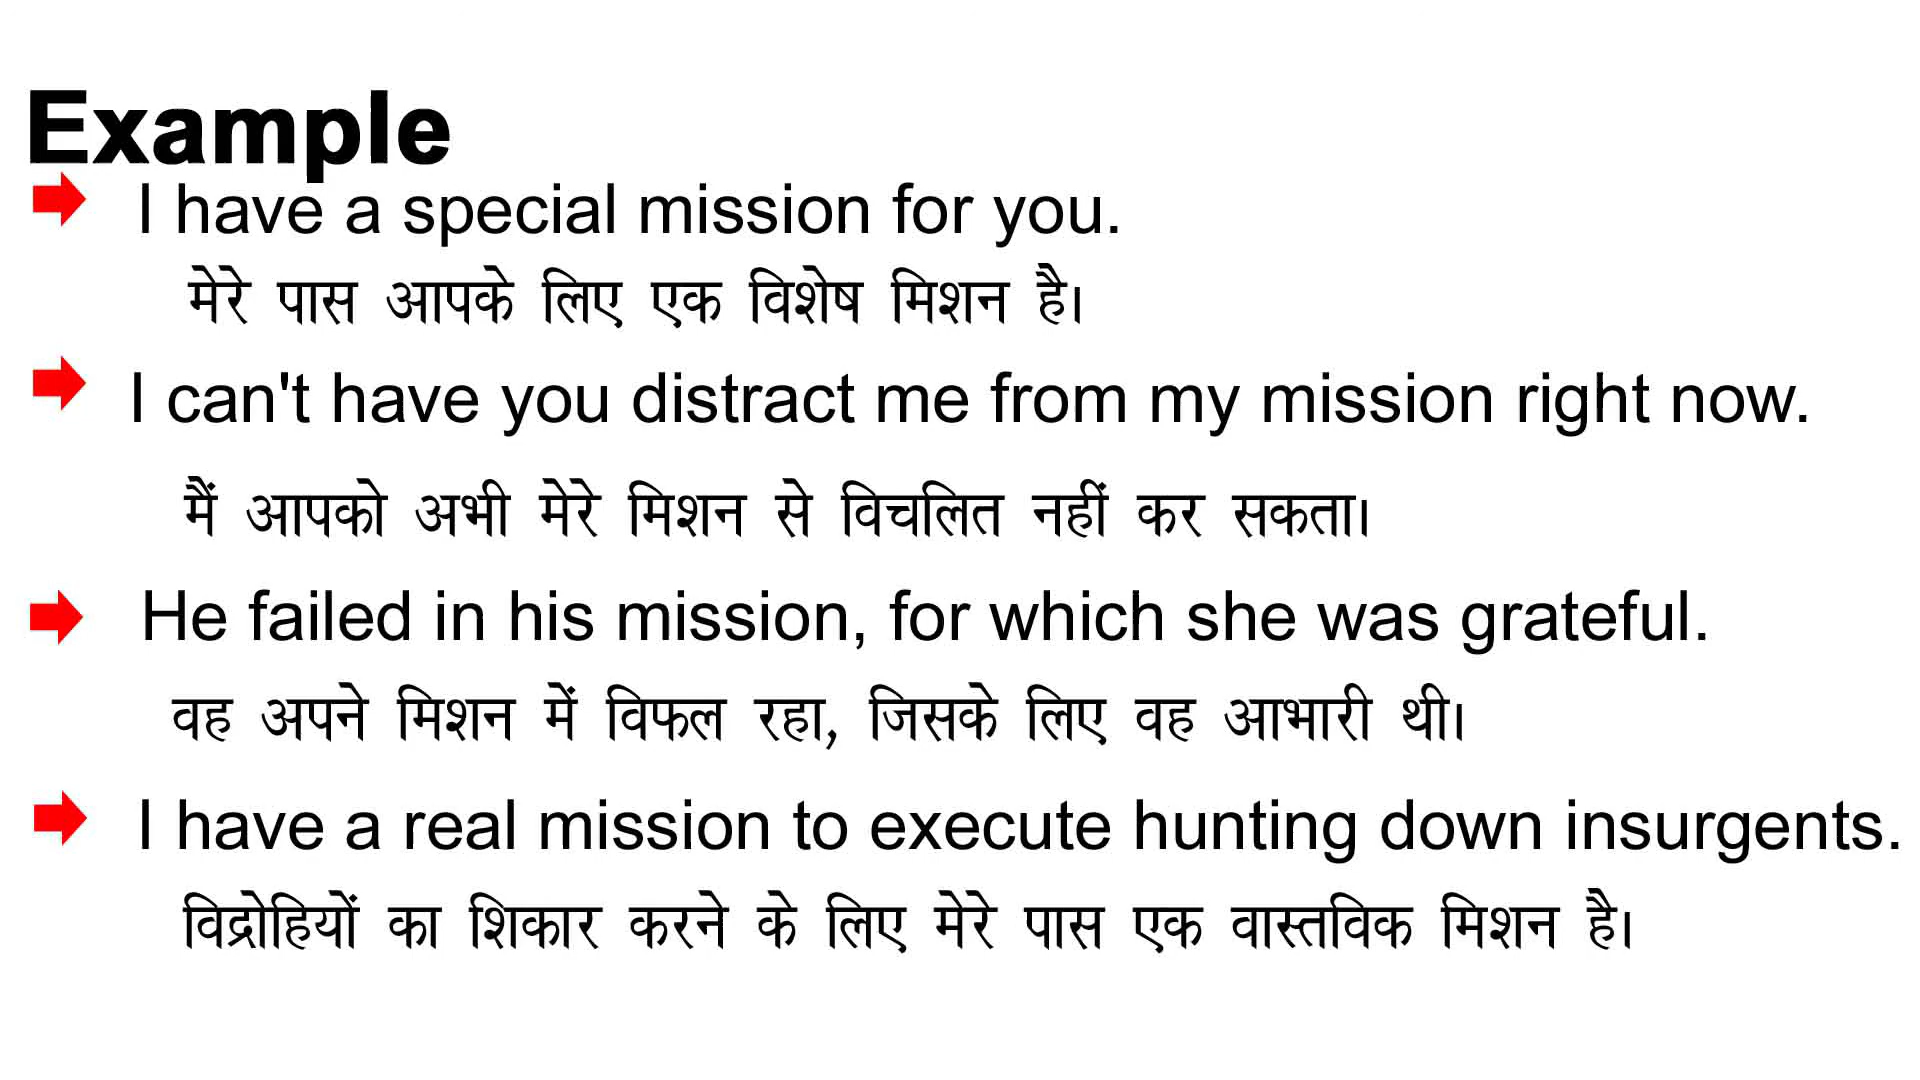 Example
I have a special mission for you.
मेरे पास आपके लिए एक विशेष मिशन है।
I can't have you distract me from my mission right now.
मैं आपको अभी मेरे मिशन से विचलित नहीं कर सकता।
He failed in his mission, for which she was grateful.
वह अपने मिशन में विफल रहा, जिसके लिए वह आभारी थी।
I have a real mission to execute hunting down insurgents.
विद्रोहियों का शिकार करने के लिए मेरे पास एक वास्तविक मिशन है।